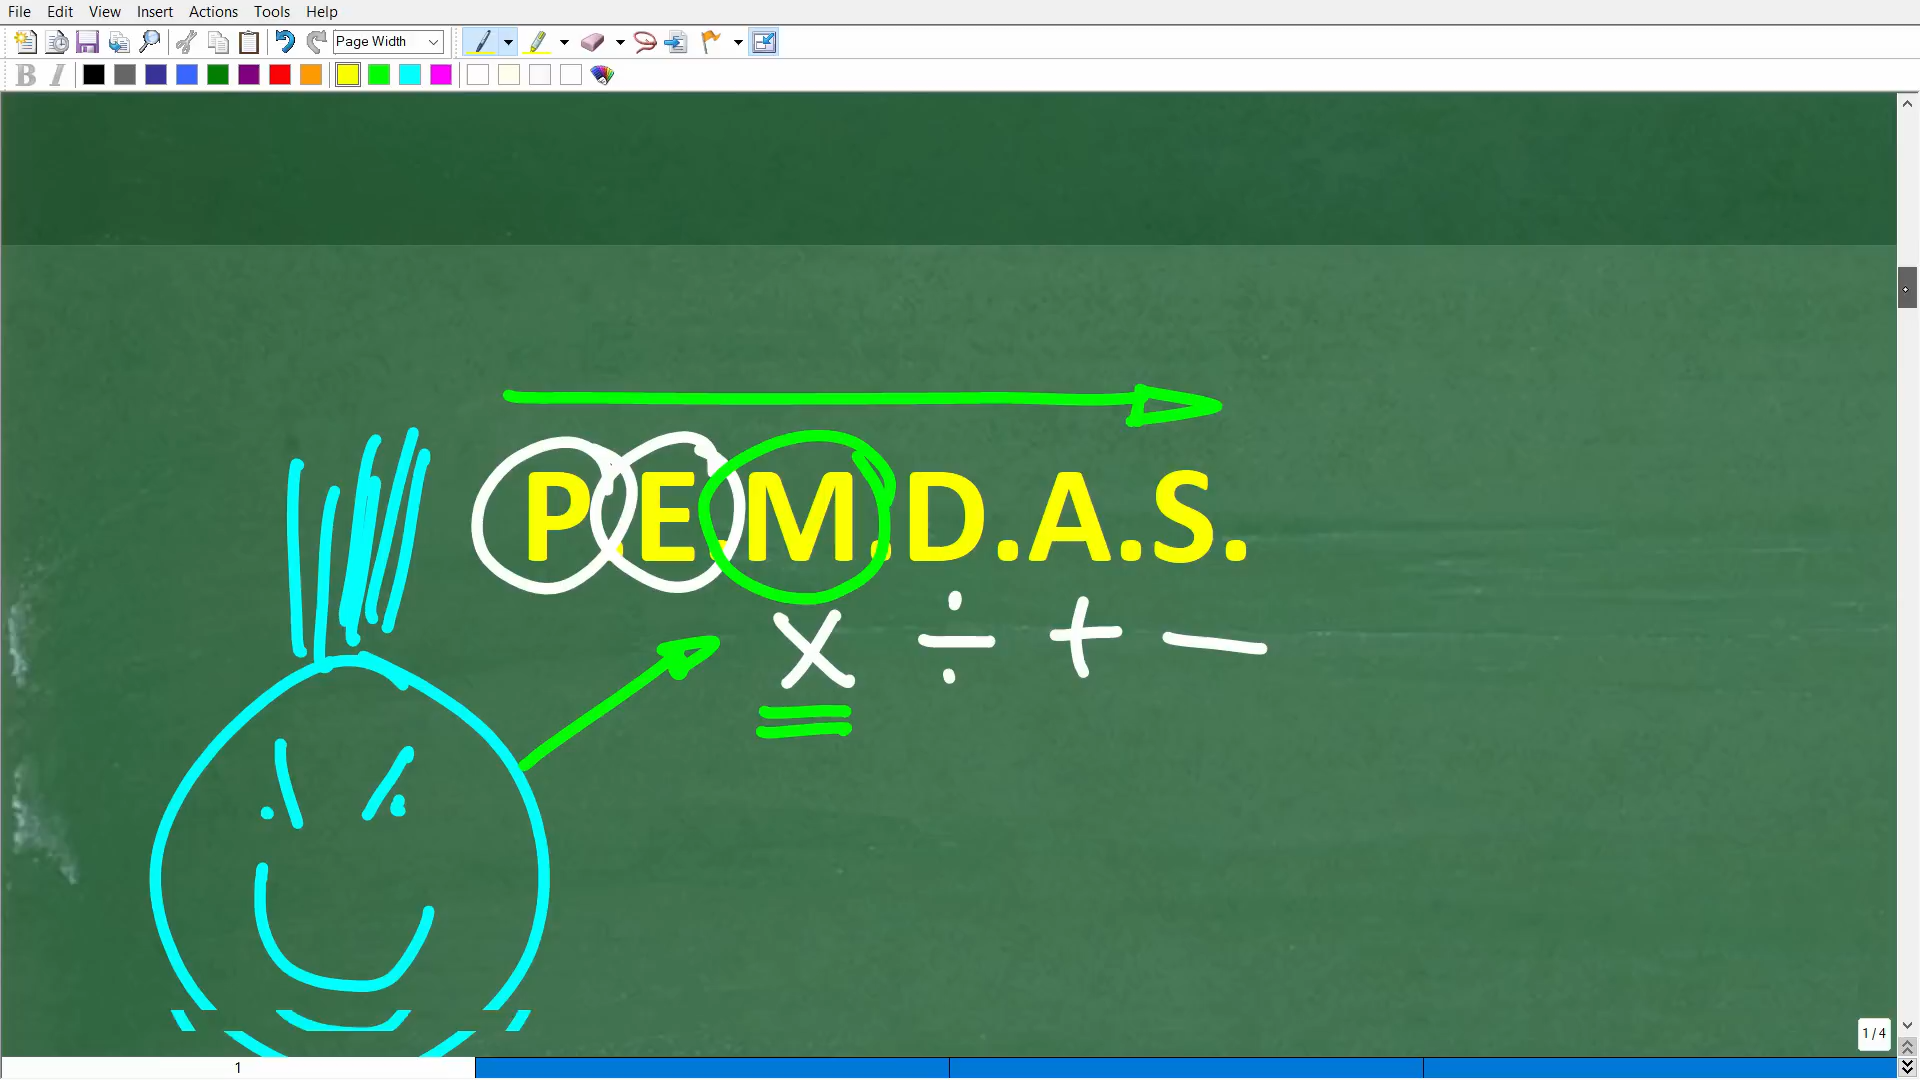 File Edit View Insert Actions Tools Help
Page Width
B I
P.E.M.D.A.S.
× ÷ + —
1 / 4
1